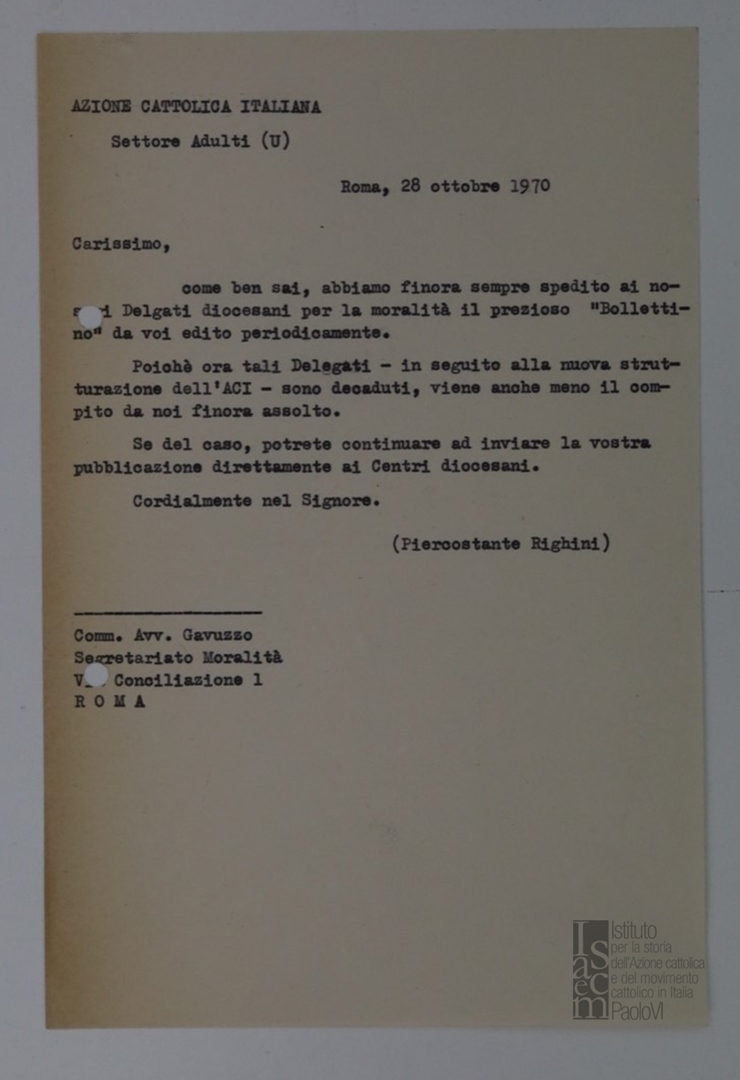 AZIONE CATTOLICA ITALIANA
Settore Adulti (U)
Roma, 28 ottobre 1970
Carissimo,
come ben sai, abbiamo finora sempre spedito ai no-
i Delgati diocesani per la moralità il prezioso "Bolletti-
no" da voi edito periodicamente.
Poichè ora tali Delegati - in seguito alla nuova strut-
turazione dell'ACI - sono decaduti, viene anche meno il com-
pito da noi finora assolto.
Se del caso, potrete continuare ad inviare la vostra
pubblicazione direttamente ai Centri diocesani.
Cordialmente nel Signore.
(Piercostante Righini)
Comm. Avv. Gavuzzo
Segretariato Moralità
Conciliazione 1
R O M A
Isacem
Istituto
per la storia
dell'Azione cattolica
e del movimento
cattolico in Italia
PaoloVI